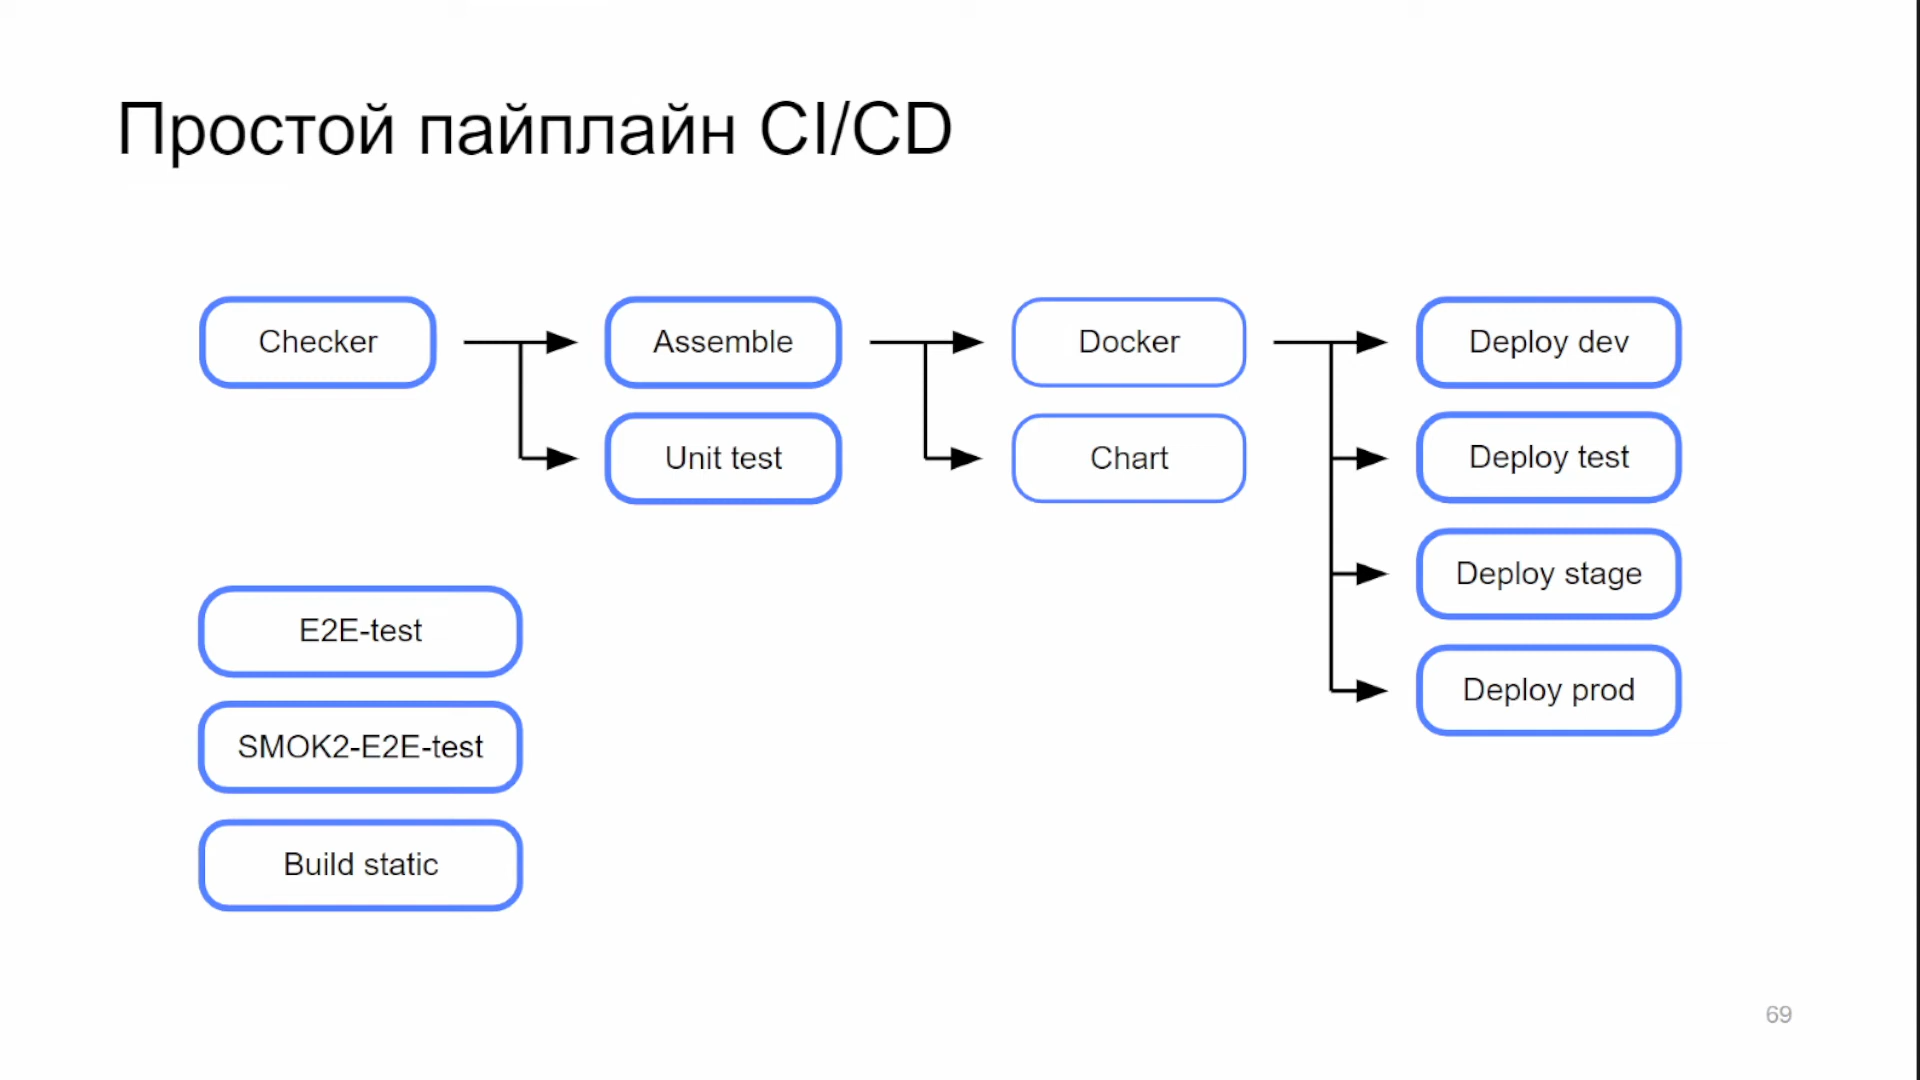 Простой пайплайн CI/CD
Checker
Assemble
Docker
Deploy dev
Unit test
Chart
Deploy test
Deploy stage
E2E-test
Deploy prod
SMOK2-E2E-test
Build static
69